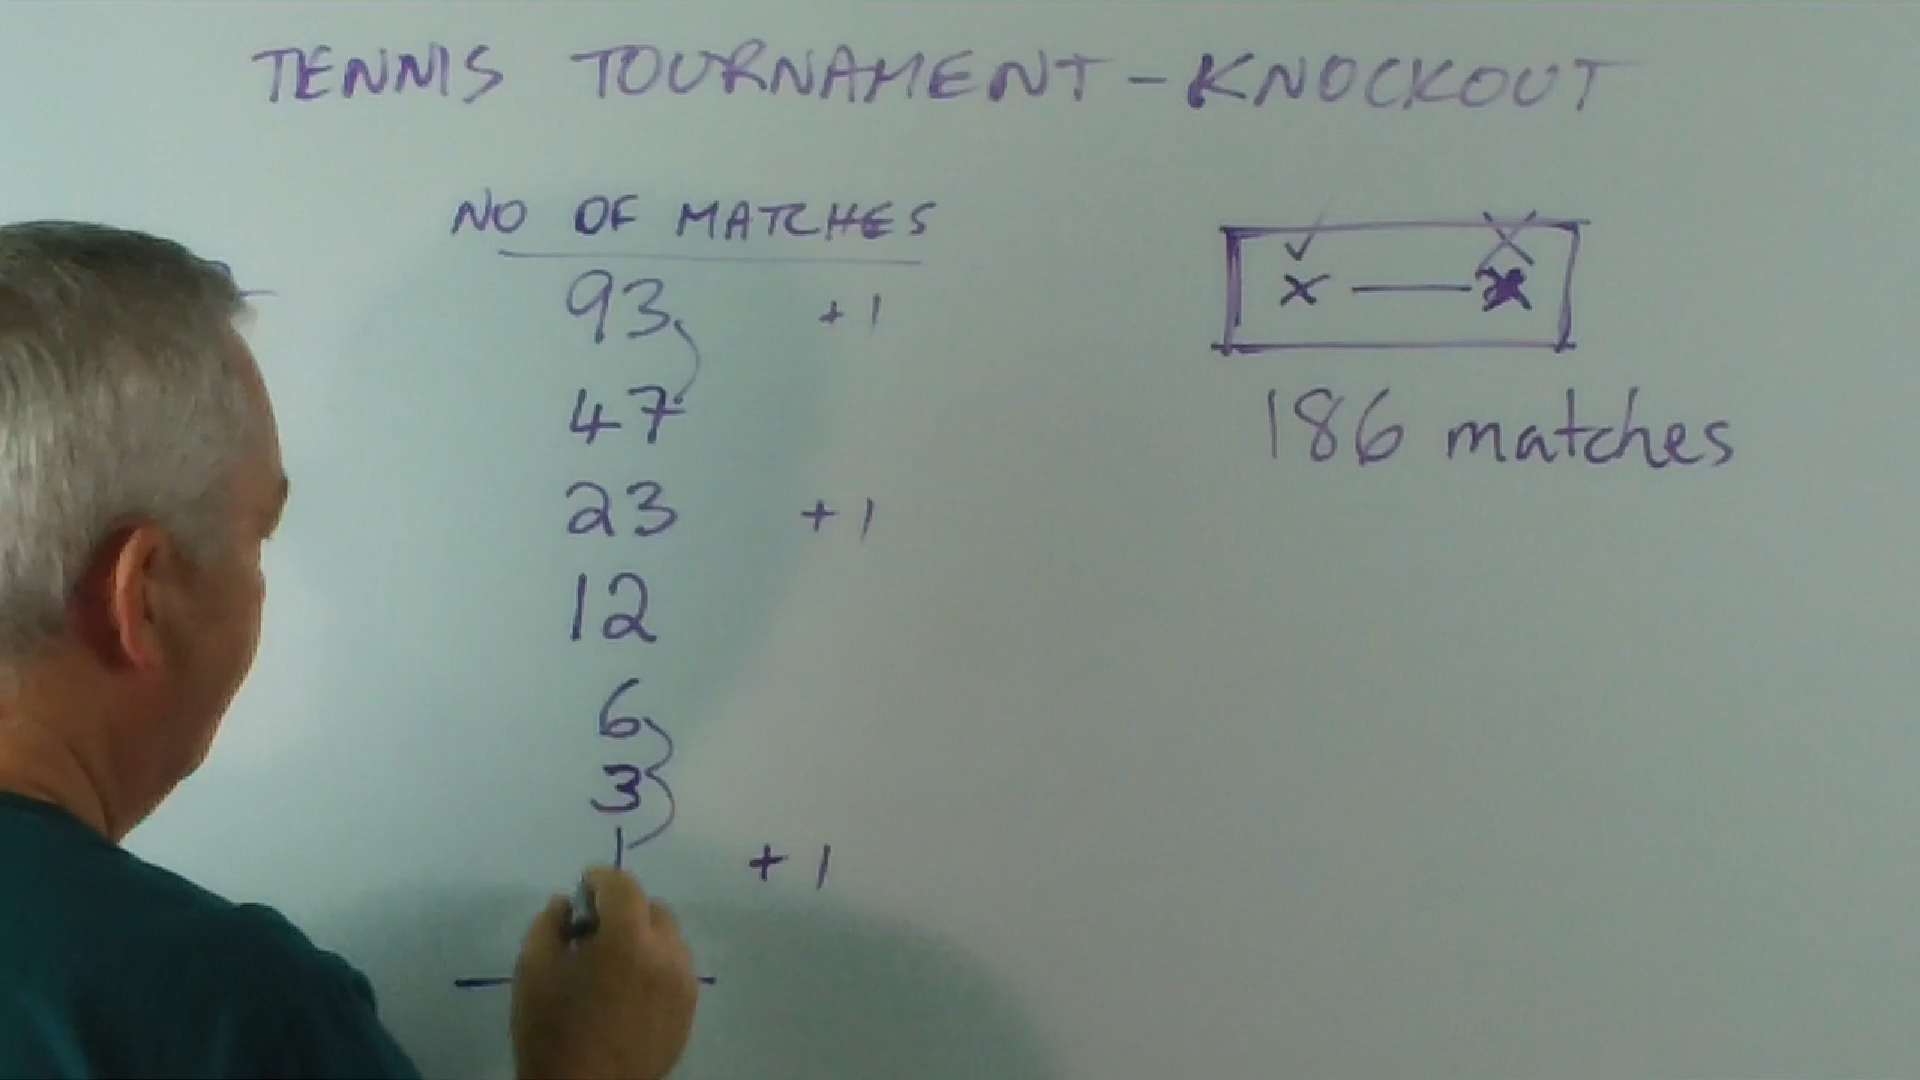 TENNIS TOURNAMENT - KNOCKOUT
NO OF MATCHES
93 + 1
47
23 + 1
12
6
3
1 + 1
✓ X
x — x
186 matches